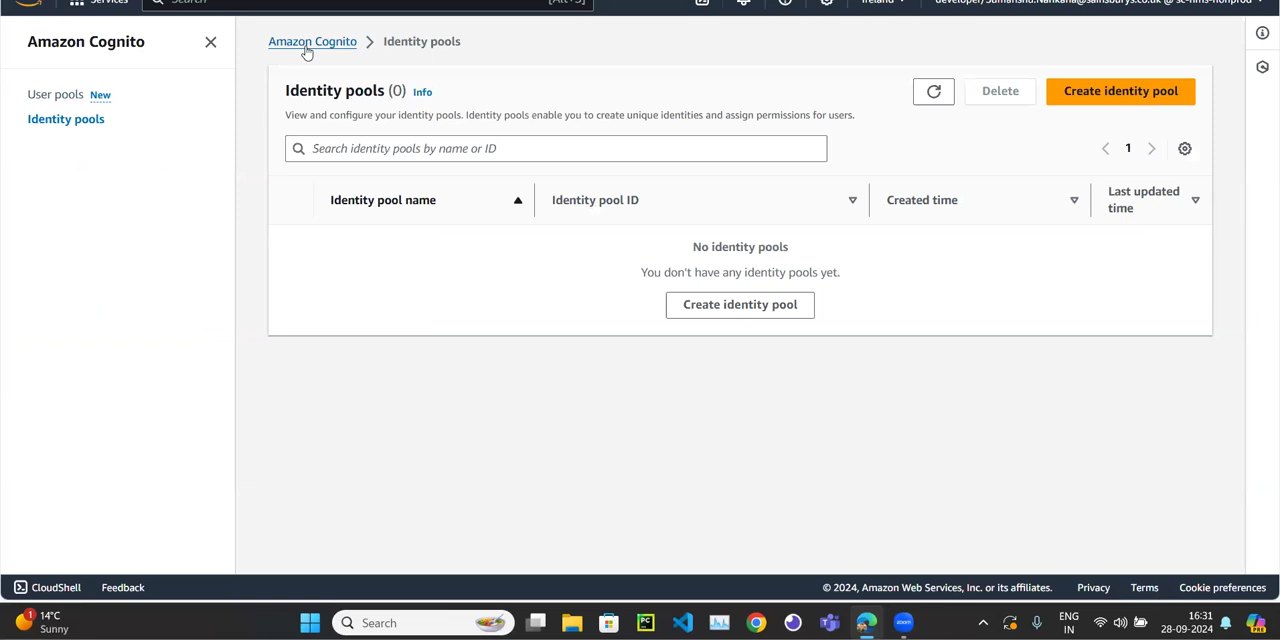 Services
Search
[Alt+S]
Ireland
Amazon Cognito
Amazon Cognito
Identity pools
User pools New
Identity pools
Identity pools (0) Info
Delete
Create identity pool
View and configure your identity pools. Identity pools enable you to create unique identities and assign permissions for users.
Search identity pools by name or ID
1
Identity pool name
Identity pool ID
Created time
Last updated
time
No identity pools
You don't have any identity pools yet.
Create identity pool
CloudShell
Feedback
© 2024, Amazon Web Services, Inc. or its affiliates.
Privacy
Terms
Cookie preferences
1
14°C
Sunny
Search
PC
zoom
ENG
IN
16:31
28-09-2024
PRE